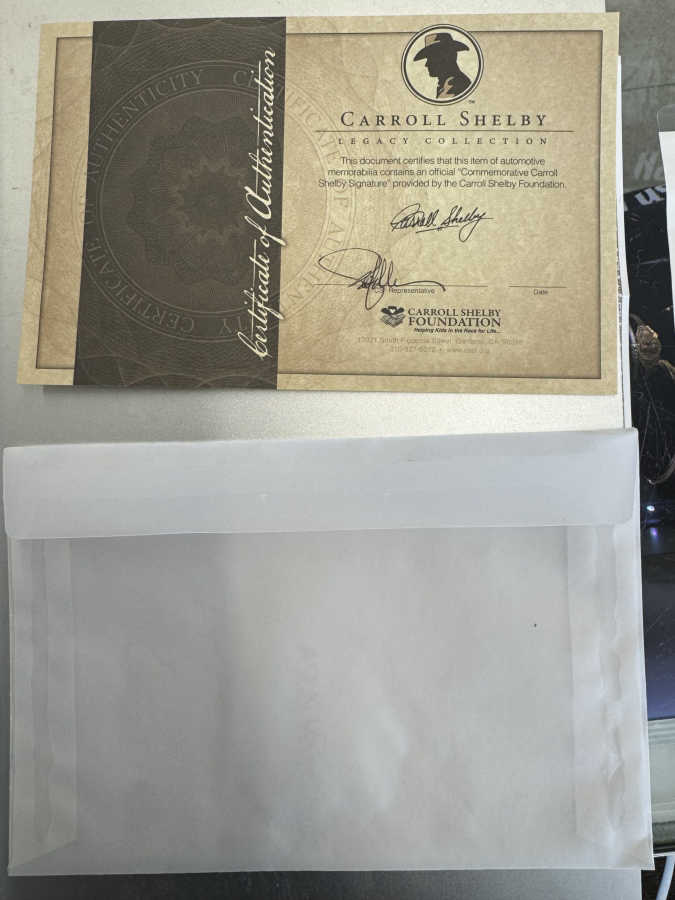 Certificate of Authentication
CERTIFICATE OF AUTHENTICITY
CARROLL SHELBY
LEGACY COLLECTION
This document certifies that this item of automotive
memorabilia contains an official "Commemorative Carroll
Shelby Signature" provided by the Carroll Shelby Foundation.
Carroll Shelby
Representative
Date
CARROLL SHELBY
FOUNDATION
Helping Kids in the Race for Life...